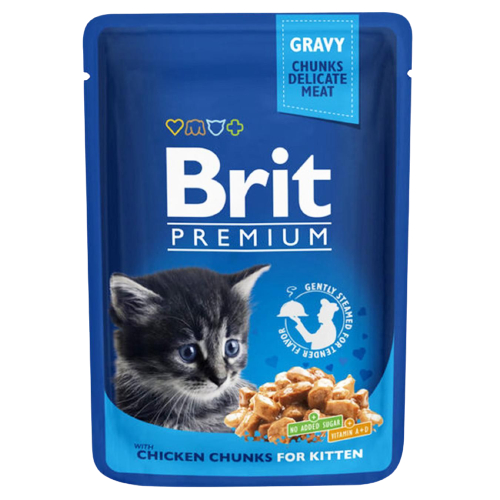 GRAVY
CHUNKS
DELICATE
MEAT
Brit
PREMIUM
GENTLY STEAMED FOR TENDER FLAVOR
NO ADDED SUGAR
VITAMIN A+D
WITH
CHICKEN CHUNKS FOR KITTEN